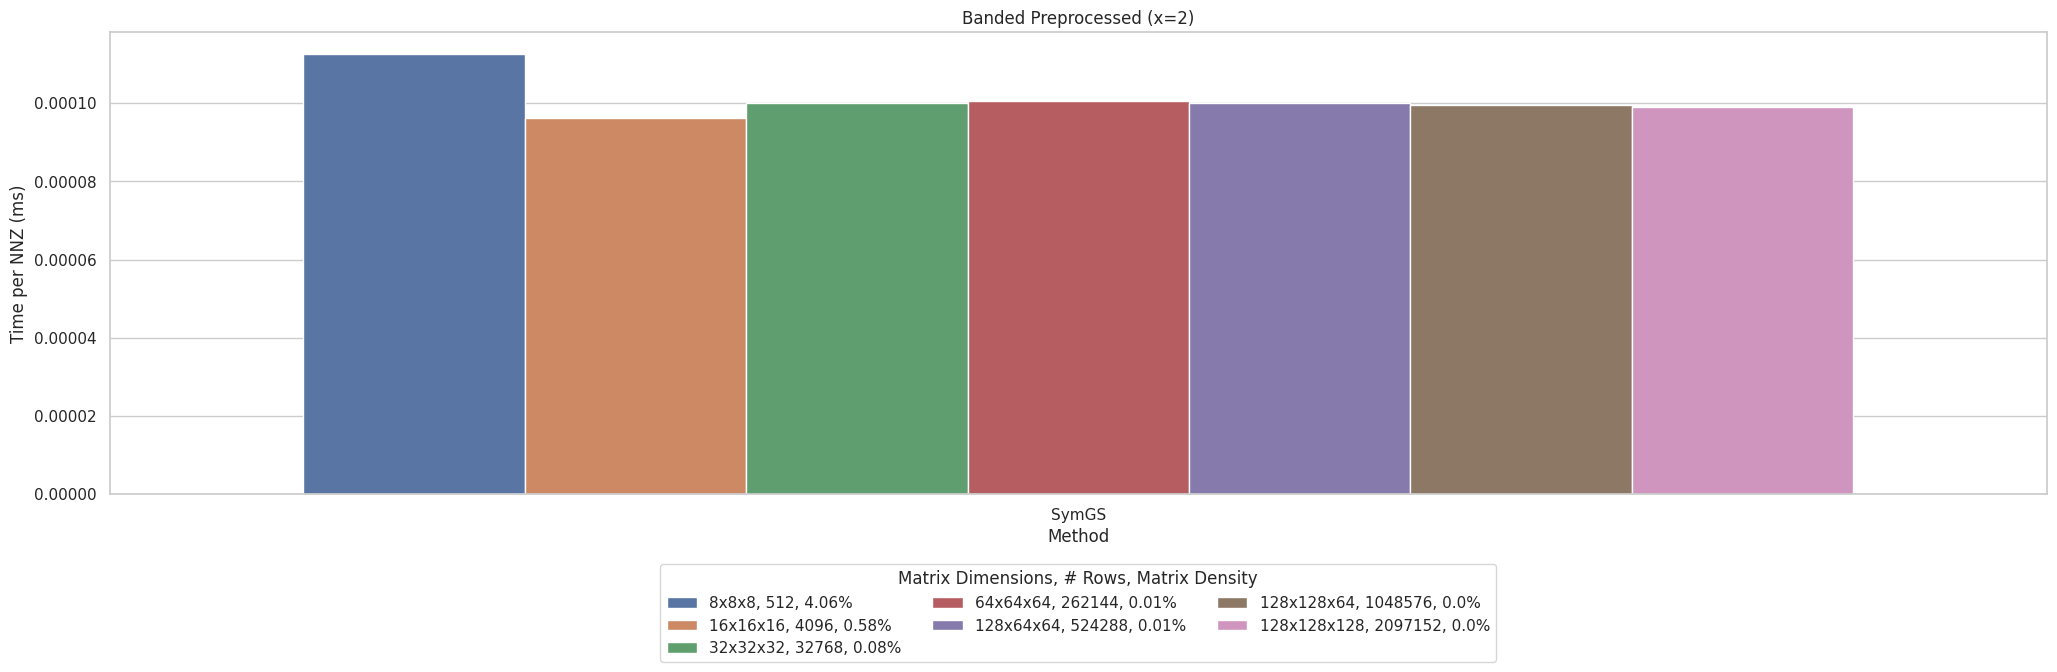 Banded Preprocessed (x=2)
Time per NNZ (ms)
0.00010
0.00008
0.00006
0.00004
0.00002
0.00000
SymGS
Method
Matrix Dimensions, # Rows, Matrix Density
8x8x8, 512, 4.06%
16x16x16, 4096, 0.58%
32x32x32, 32768, 0.08%
64x64x64, 262144, 0.01%
128x64x64, 524288, 0.01%
128x128x64, 1048576, 0.0%
128x128x128, 2097152, 0.0%